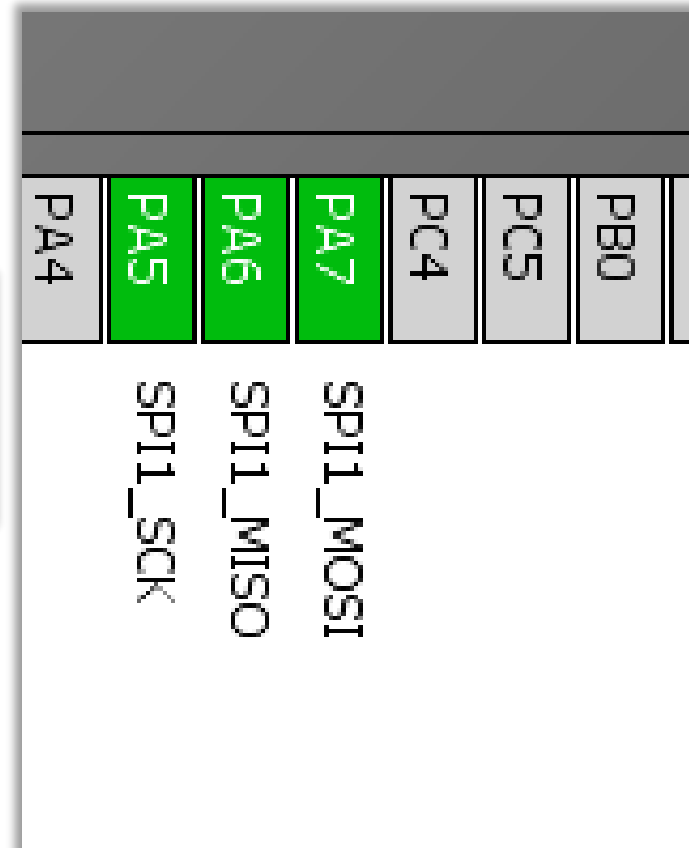 PA4
PA5
PA6
PA7
PC4
PC5
PB0
SPI1_SCK
SPI1_MISO
SPI1_MOSI